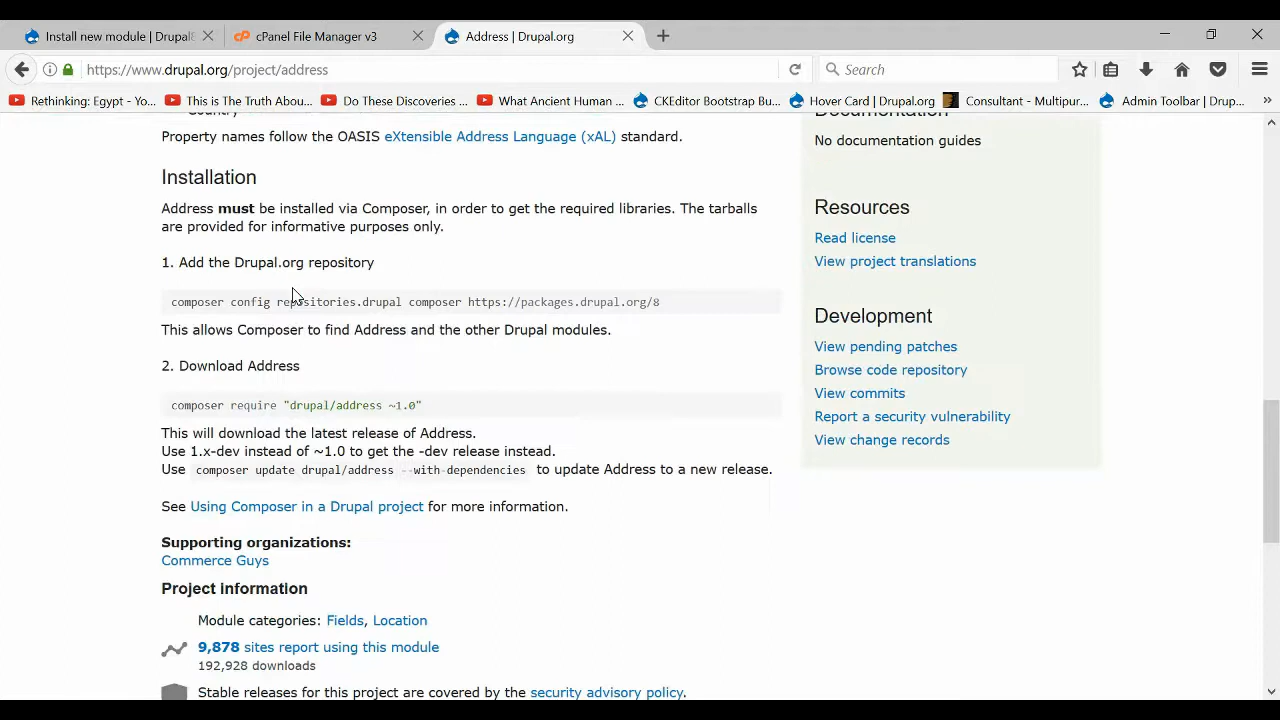 Install new module | Drupal8
cPanel File Manager v3
Address | Drupal.org
https://www.drupal.org/project/address
Search
Rethinking: Egypt - Yo...
This is The Truth Abou...
Do These Discoveries ...
What Ancient Human ...
CKEditor Bootstrap Bu...
Hover Card | Drupal.org
Consultant - Multipur...
Admin Toolbar | Drup...
Country
Property names follow the OASIS eXtensible Address Language (xAL) standard.
Installation
Address must be installed via Composer, in order to get the required libraries. The tarballs
are provided for informative purposes only.
1. Add the Drupal.org repository
composer config repositories.drupal composer https://packages.drupal.org/8
This allows Composer to find Address and the other Drupal modules.
2. Download Address
composer require "drupal/address ~1.0"
This will download the latest release of Address.
Use 1.x-dev instead of ~1.0 to get the -dev release instead.
Use composer update drupal/address --with-dependencies to update Address to a new release.
See Using Composer in a Drupal project for more information.
Supporting organizations:
Commerce Guys
Project information
Module categories: Fields, Location
9,878 sites report using this module
192,928 downloads
Stable releases for this project are covered by the security advisory policy.
Documentation
No documentation guides
Resources
Read license
View project translations
Development
View pending patches
Browse code repository
View commits
Report a security vulnerability
View change records